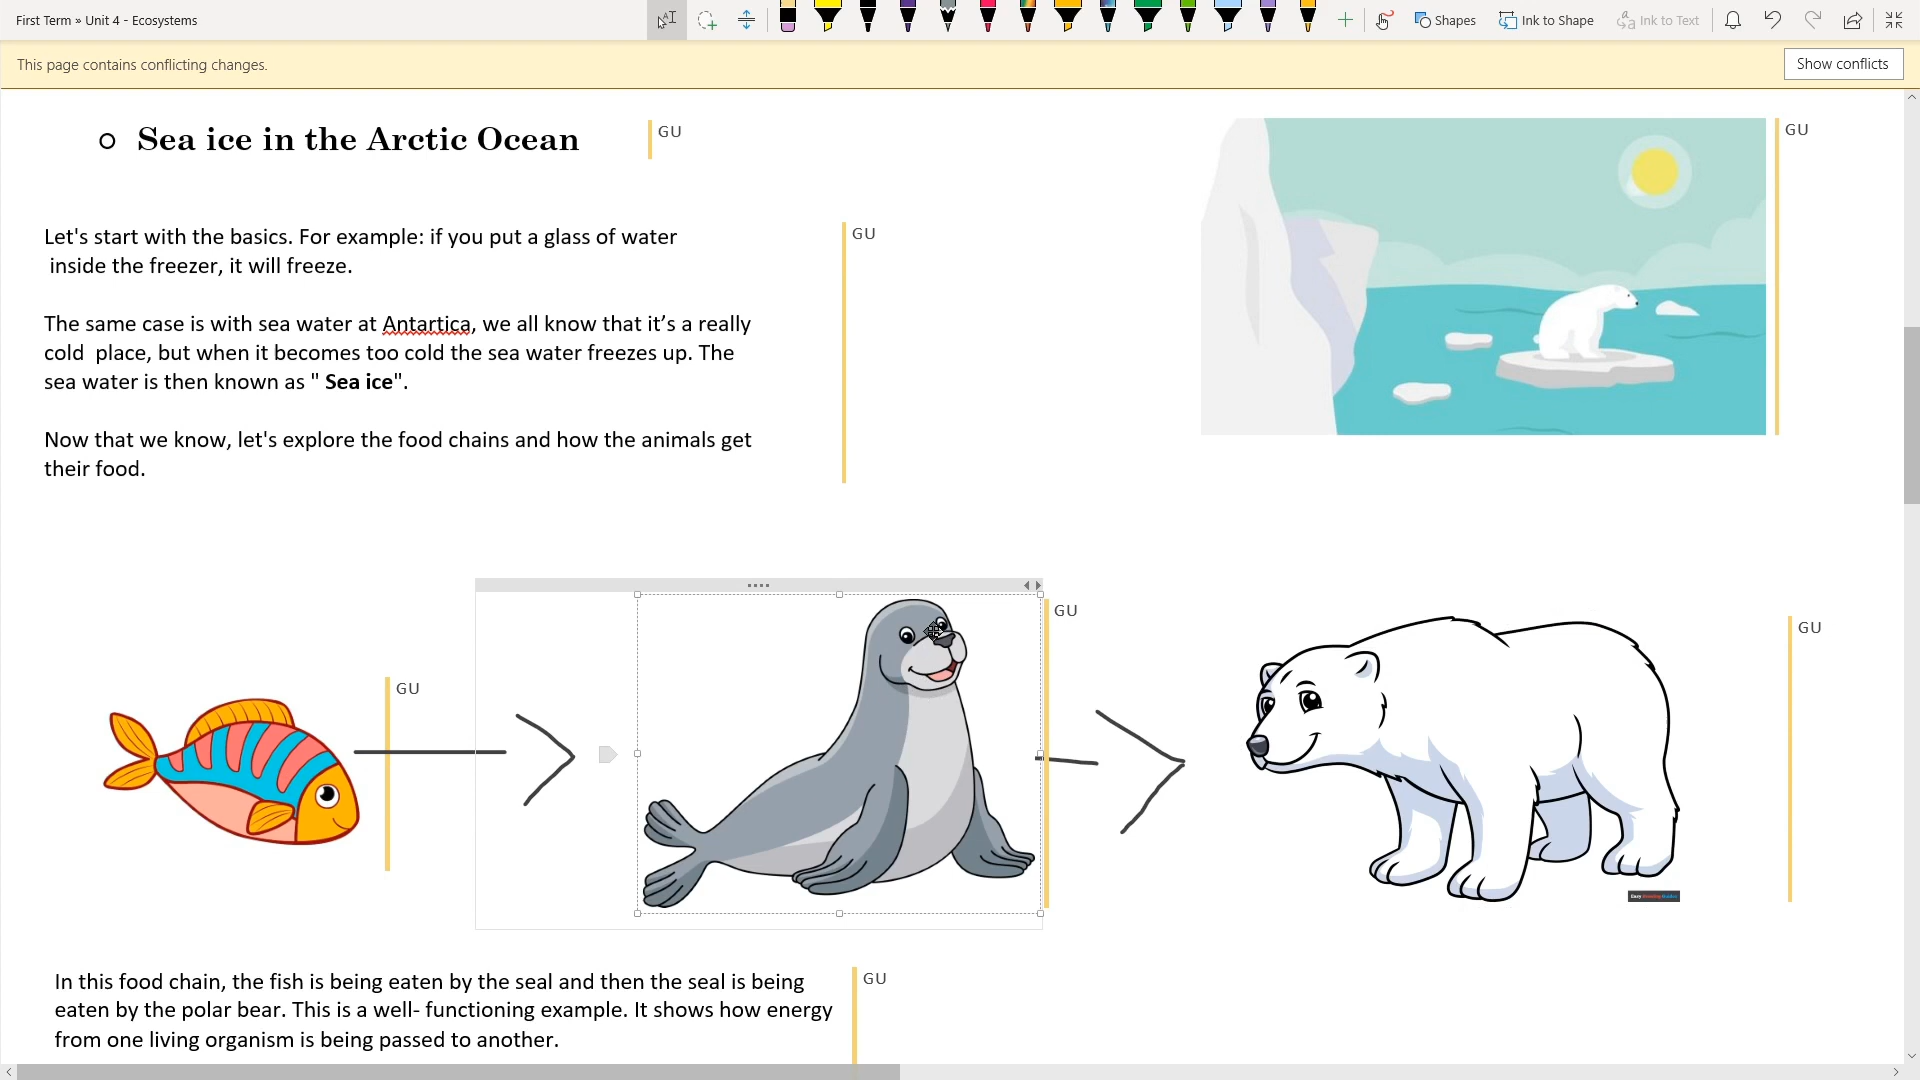 First Term » Unit 4 - Ecosystems
Shapes
Ink to Shape
Ink to Text
This page contains conflicting changes.
Show conflicts
Sea ice in the Arctic Ocean
GU
GU
Let's start with the basics. For example: if you put a glass of water
inside the freezer, it will freeze.
GU
The same case is with sea water at Antartica, we all know that it’s a really
cold  place, but when it becomes too cold the sea water freezes up. The
sea water is then known as " Sea ice".
Now that we know, let's explore the food chains and how the animals get
their food.
GU
GU
GU
In this food chain, the fish is being eaten by the seal and then the seal is being
eaten by the polar bear. This is a well- functioning example. It shows how energy
from one living organism is being passed to another.
GU